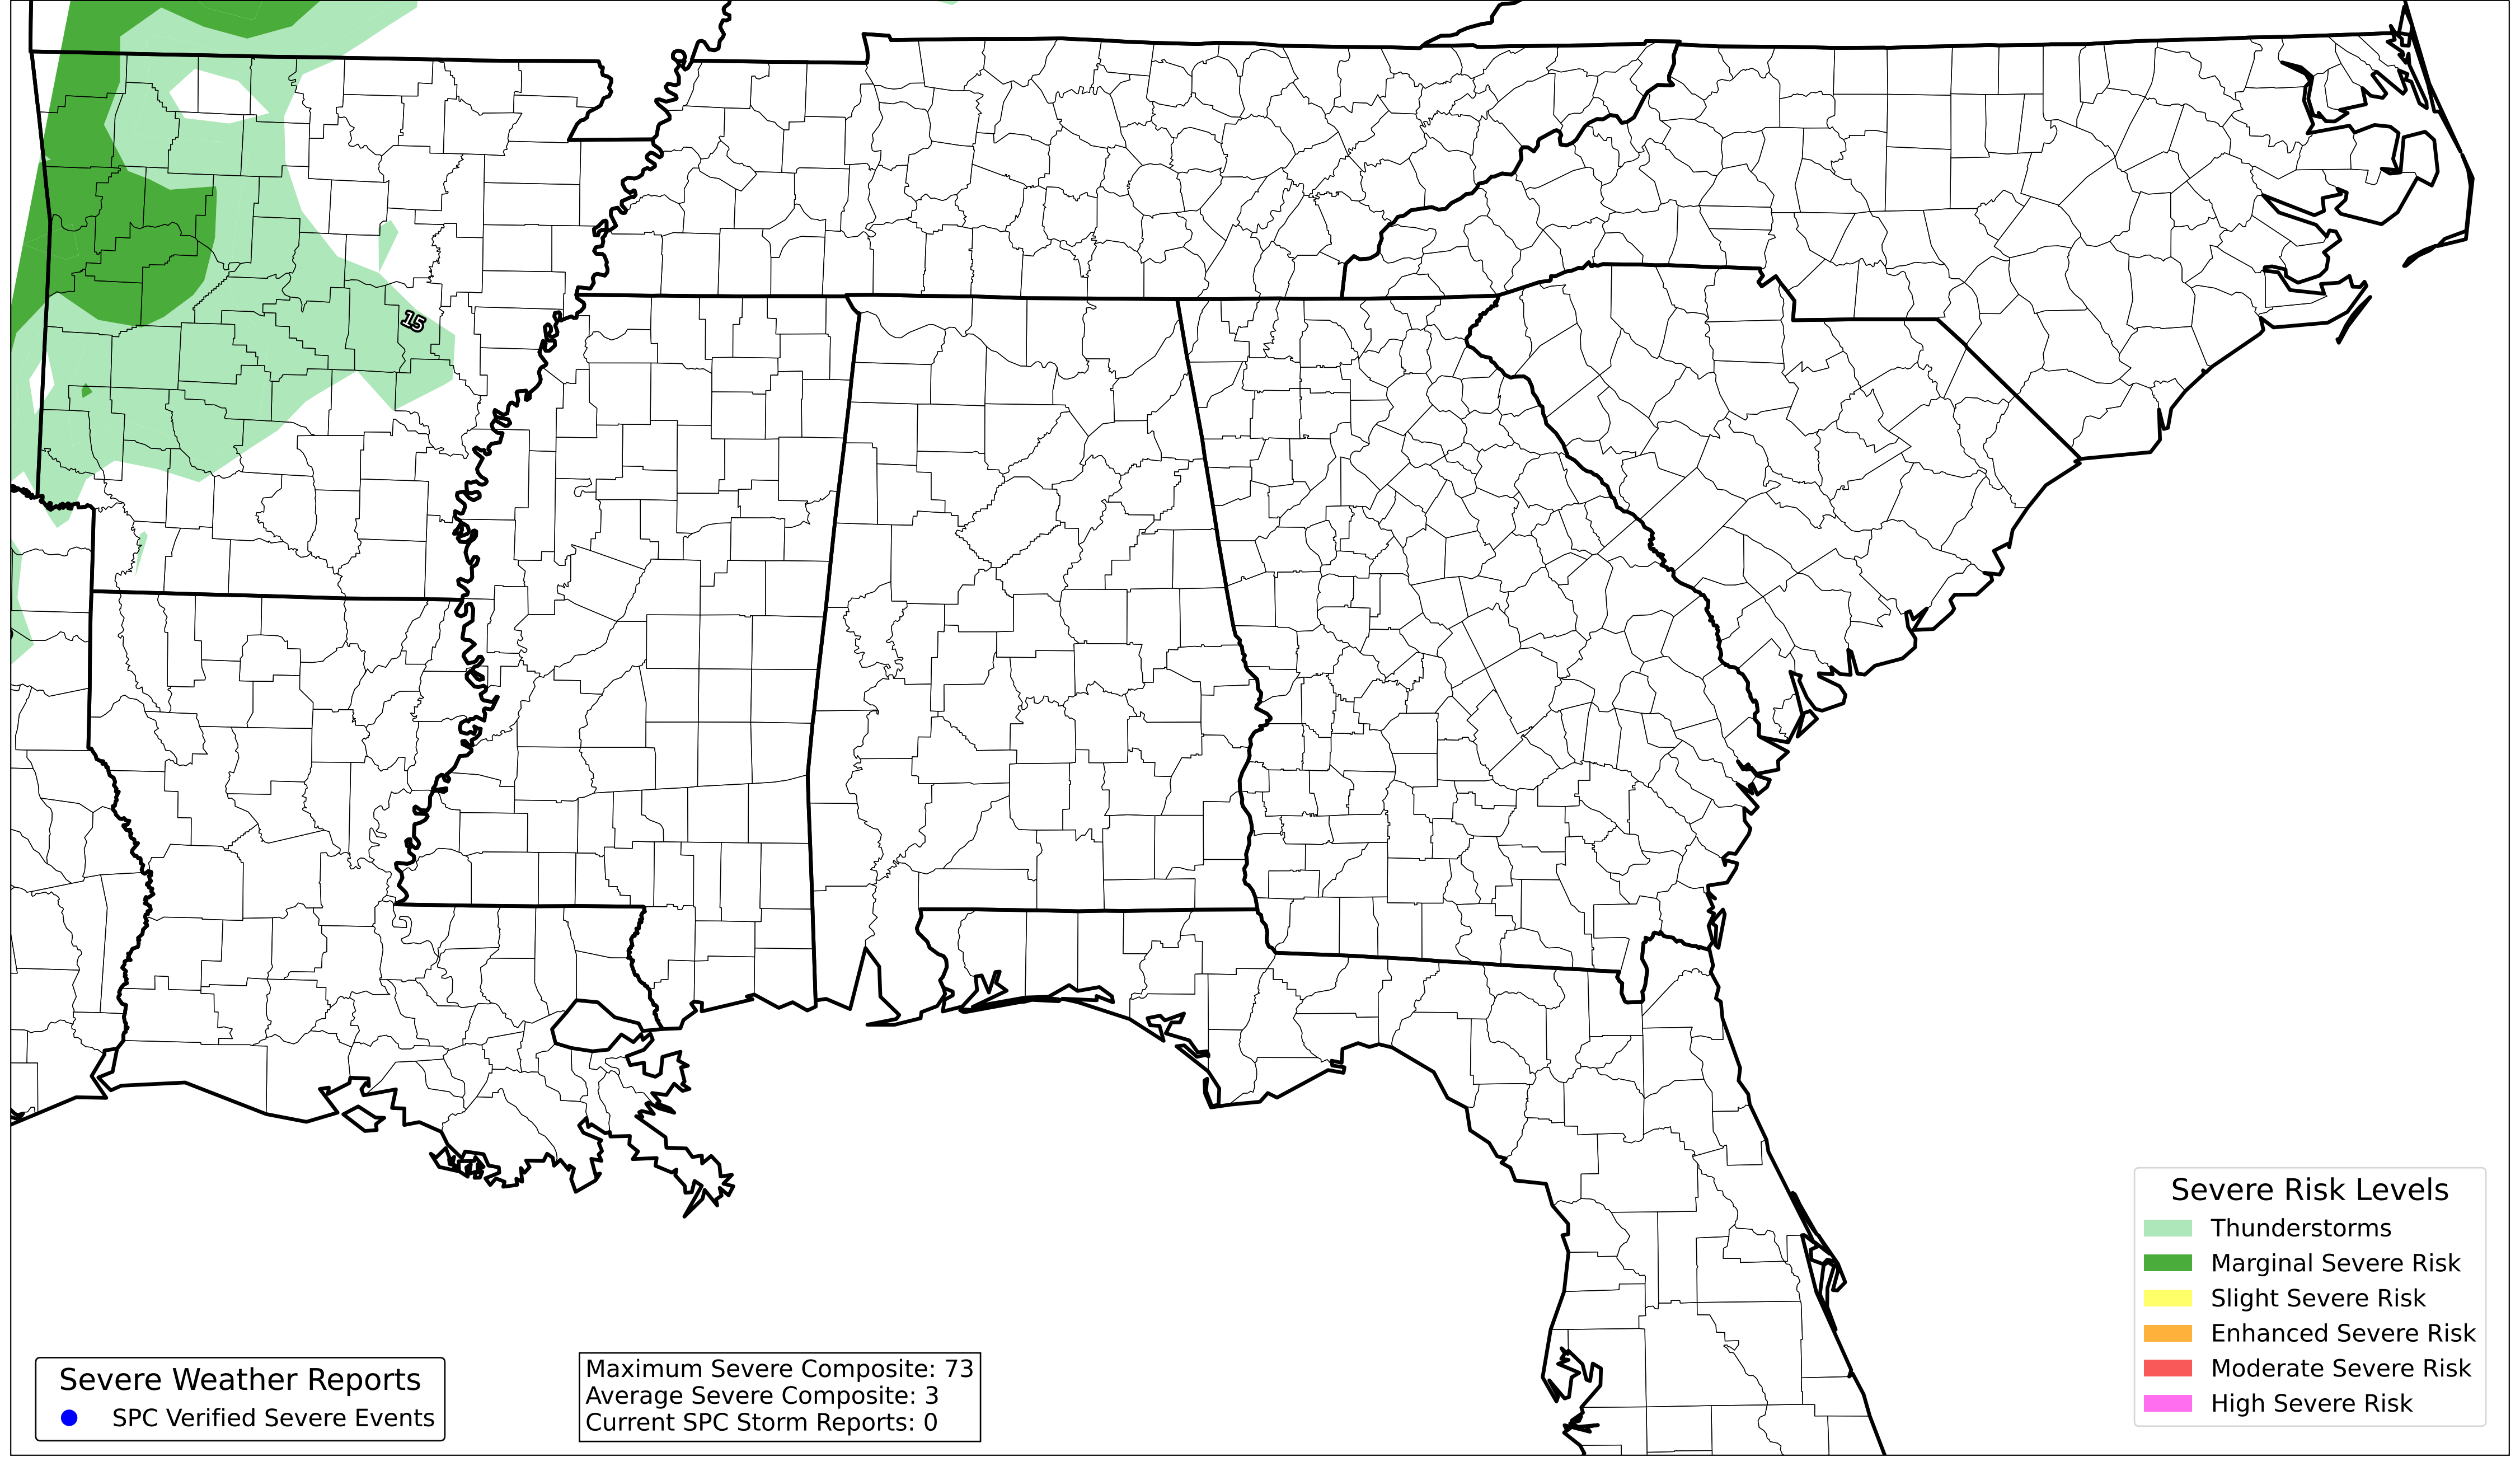 15
Severe Risk Levels
Thunderstorms
Marginal Severe Risk
Slight Severe Risk
Enhanced Severe Risk
Moderate Severe Risk
High Severe Risk
Severe Weather Reports
SPC Verified Severe Events
Maximum Severe Composite: 73
Average Severe Composite: 3
Current SPC Storm Reports: 0